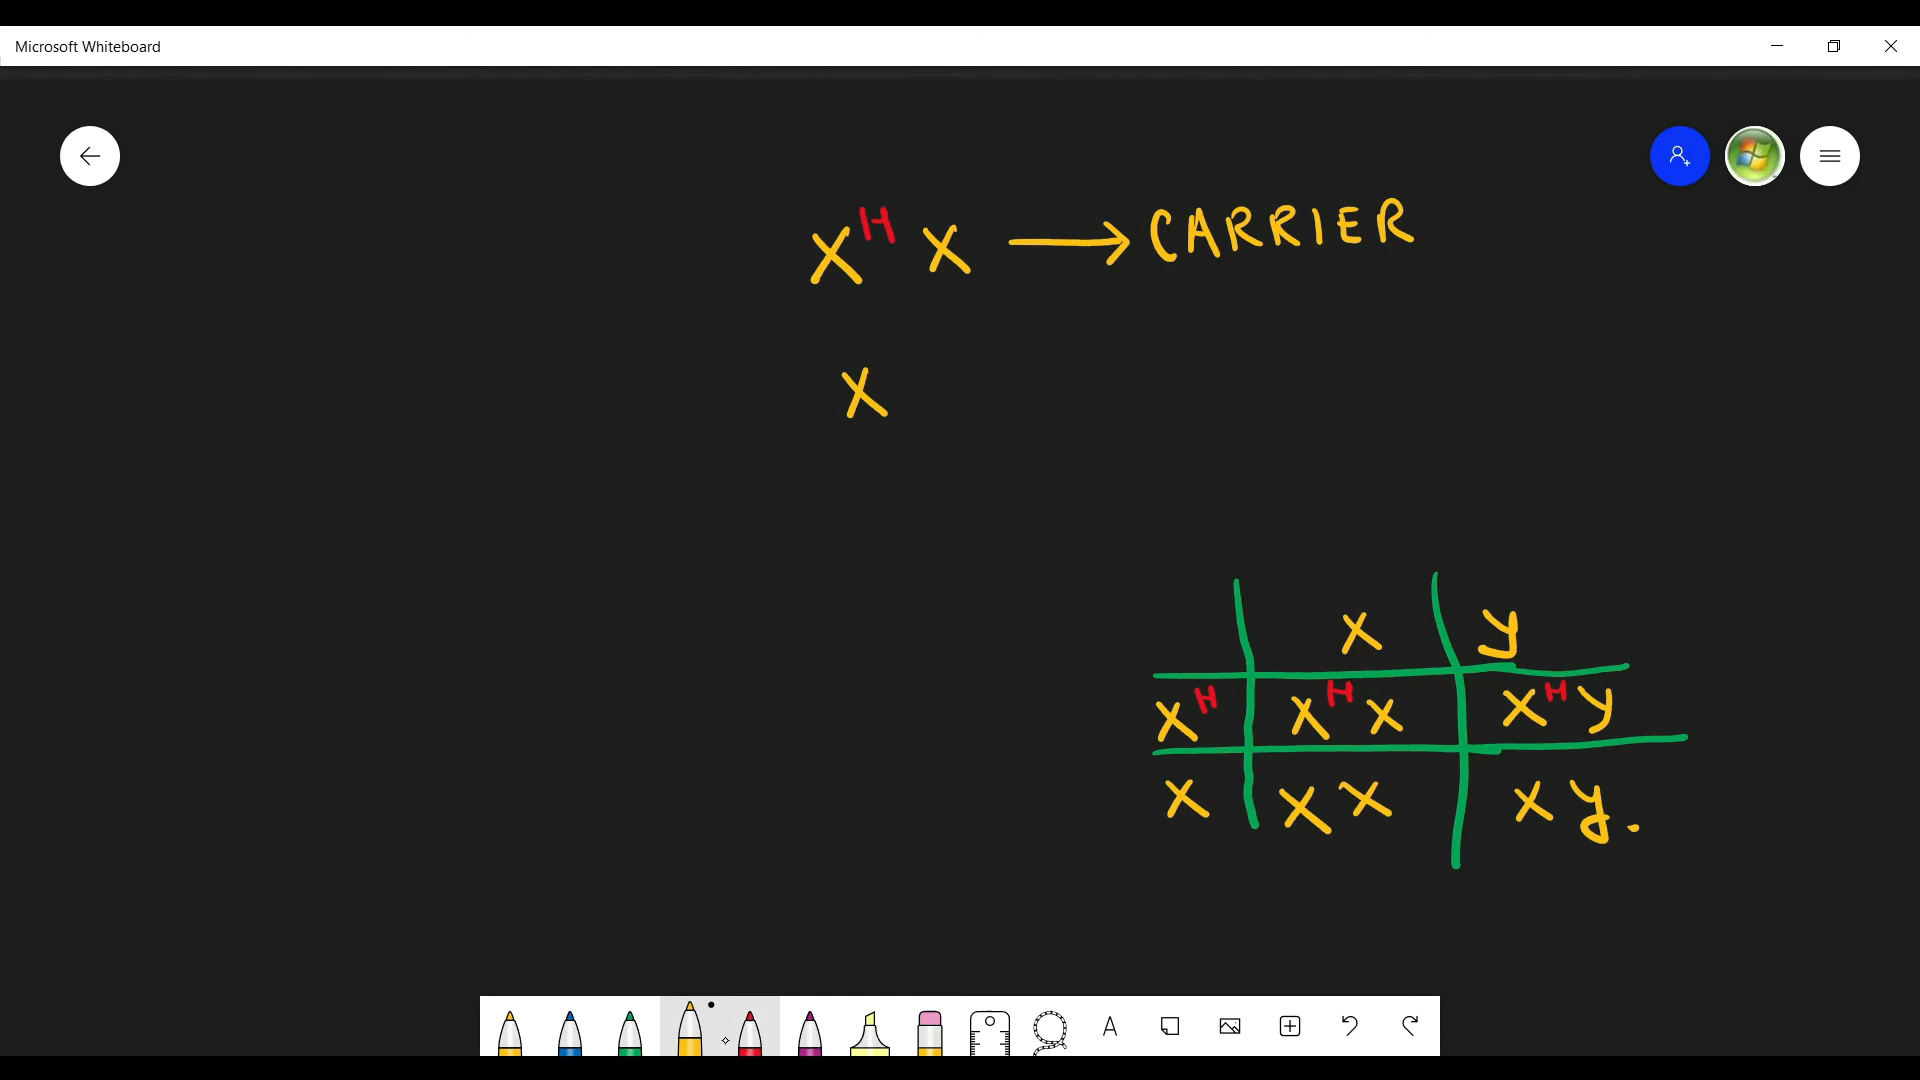 Microsoft Whiteboard
X^H X → CARRIER
X
X y
X^H X^H X X^H y
X X X X y.
A